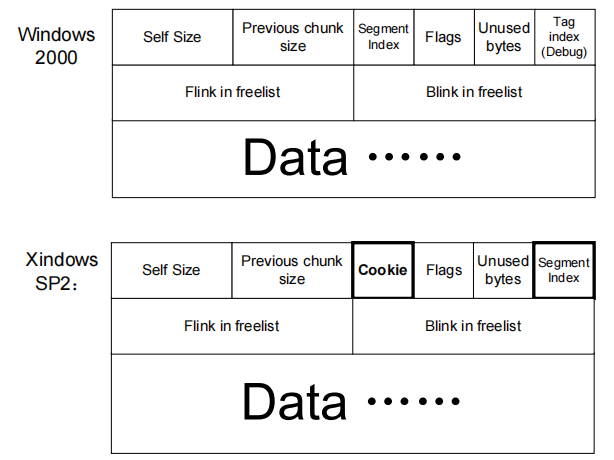 Windows
2000
Self Size
Previous chunk
size
Segment
Index
Flags
Unused
bytes
Tag
index
(Debug)
Flink in freelist
Blink in freelist
Data ······
Xindows
SP2：
Self Size
Previous chunk
size
Cookie
Flags
Unused
bytes
Segment
Index
Flink in freelist
Blink in freelist
Data ······